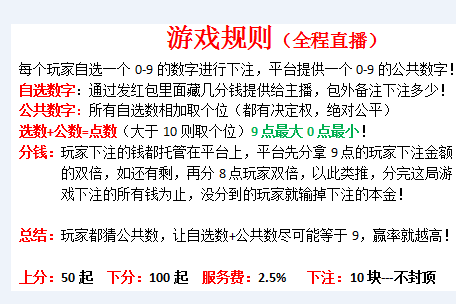 游戏规则（全程直播）
每个玩家自选一个 0-9 的数字进行下注，平台提供一个 0-9 的公共数字！
自选数字：通过发红包里面藏几分钱提供给主播，包外备注下注多少！
公共数字：所有自选数相加取个位（都有决定权，绝对公平）
选数+公数=点数（大于 10 则取个位）9 点最大 0 点最小！
分钱：玩家下注的钱都托管在平台上，平台先分拿 9 点的玩家下注金额
的双倍，如还有剩，再分 8 点玩家双倍，以此类推，分完这局游
戏下注的所有钱为止，没分到的玩家就输掉下注的本金！
总结：玩家都猜公共数，让自选数+公共数尽可能等于 9，赢率就越高！
上分：50 起 下分：100 起 服务费：2.5% 下注：10 块---不封顶